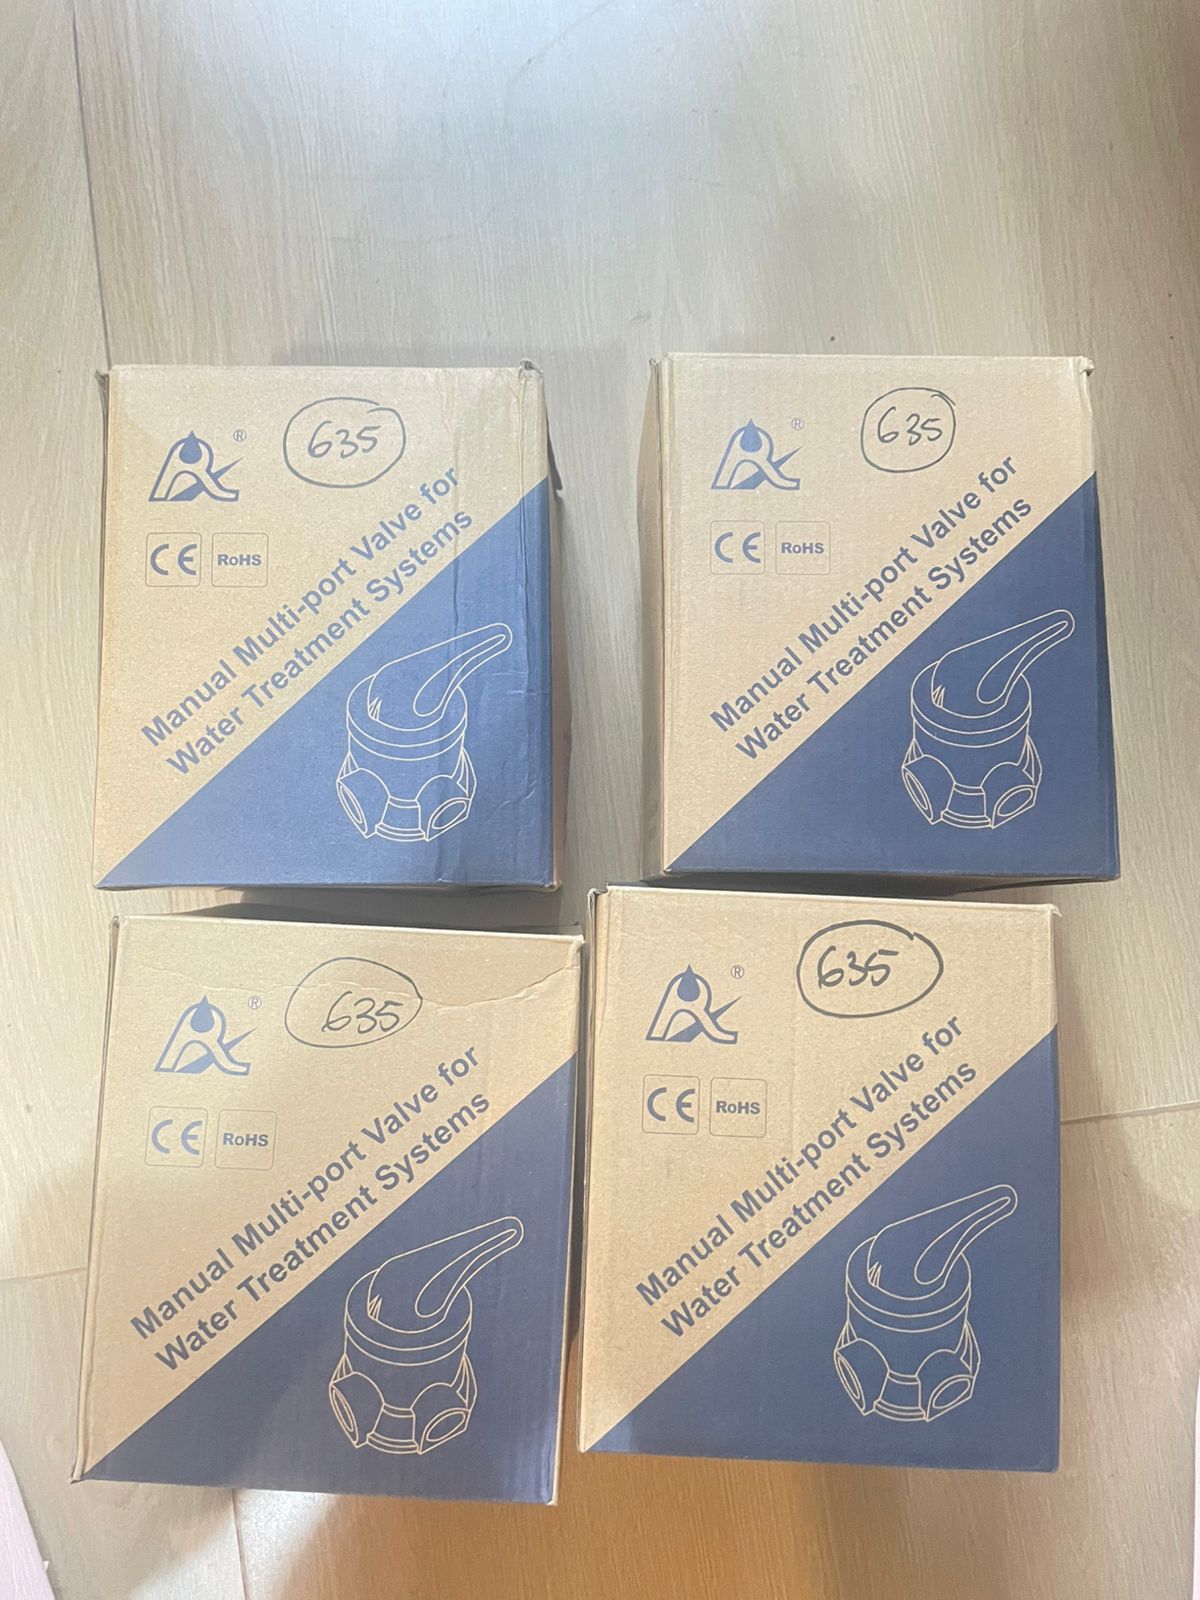 635
®
CE RoHS
Manual Multi-port Valve for
Water Treatment Systems
635
®
CE RoHS
Manual Multi-port Valve for
Water Treatment Systems
635
®
CE RoHS
Manual Multi-port Valve for
Water Treatment Systems
635
®
CE RoHS
Manual Multi-port Valve for
Water Treatment Systems